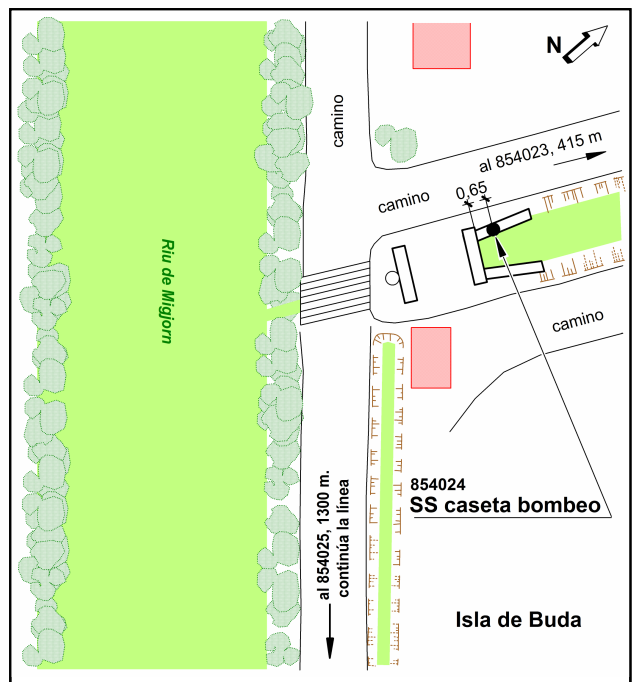 N
camino
al 854023, 415 m
0,65
camino
Riu de Migjorn
camino
854024
SS caseta bombeo
al 854025, 1300 m.
continúa la línea
Isla de Buda